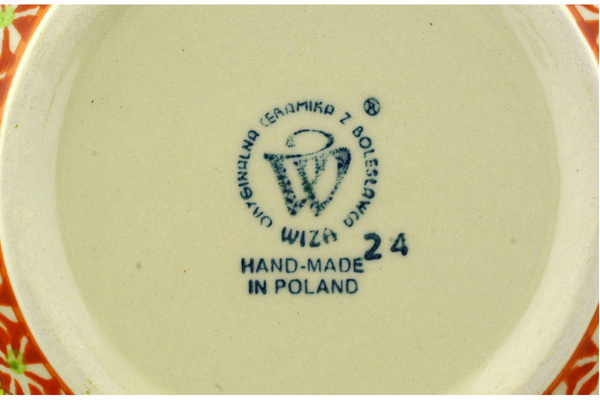 ORYGINALNA CERAMIKA Z BOLESŁAWCA
®
WIZA
24
HAND-MADE
IN POLAND